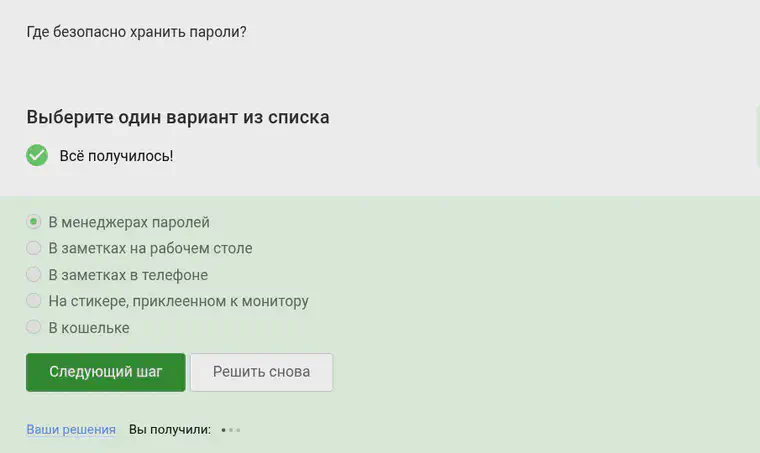 Где безопасно хранить пароли?
Выберите один вариант из списка
Всё получилось!
В менеджерах паролей
В заметках на рабочем столе
В заметках в телефоне
На стикере, приклеенном к монитору
В кошельке
Следующий шаг
Решить снова
Ваши решения Вы получили: